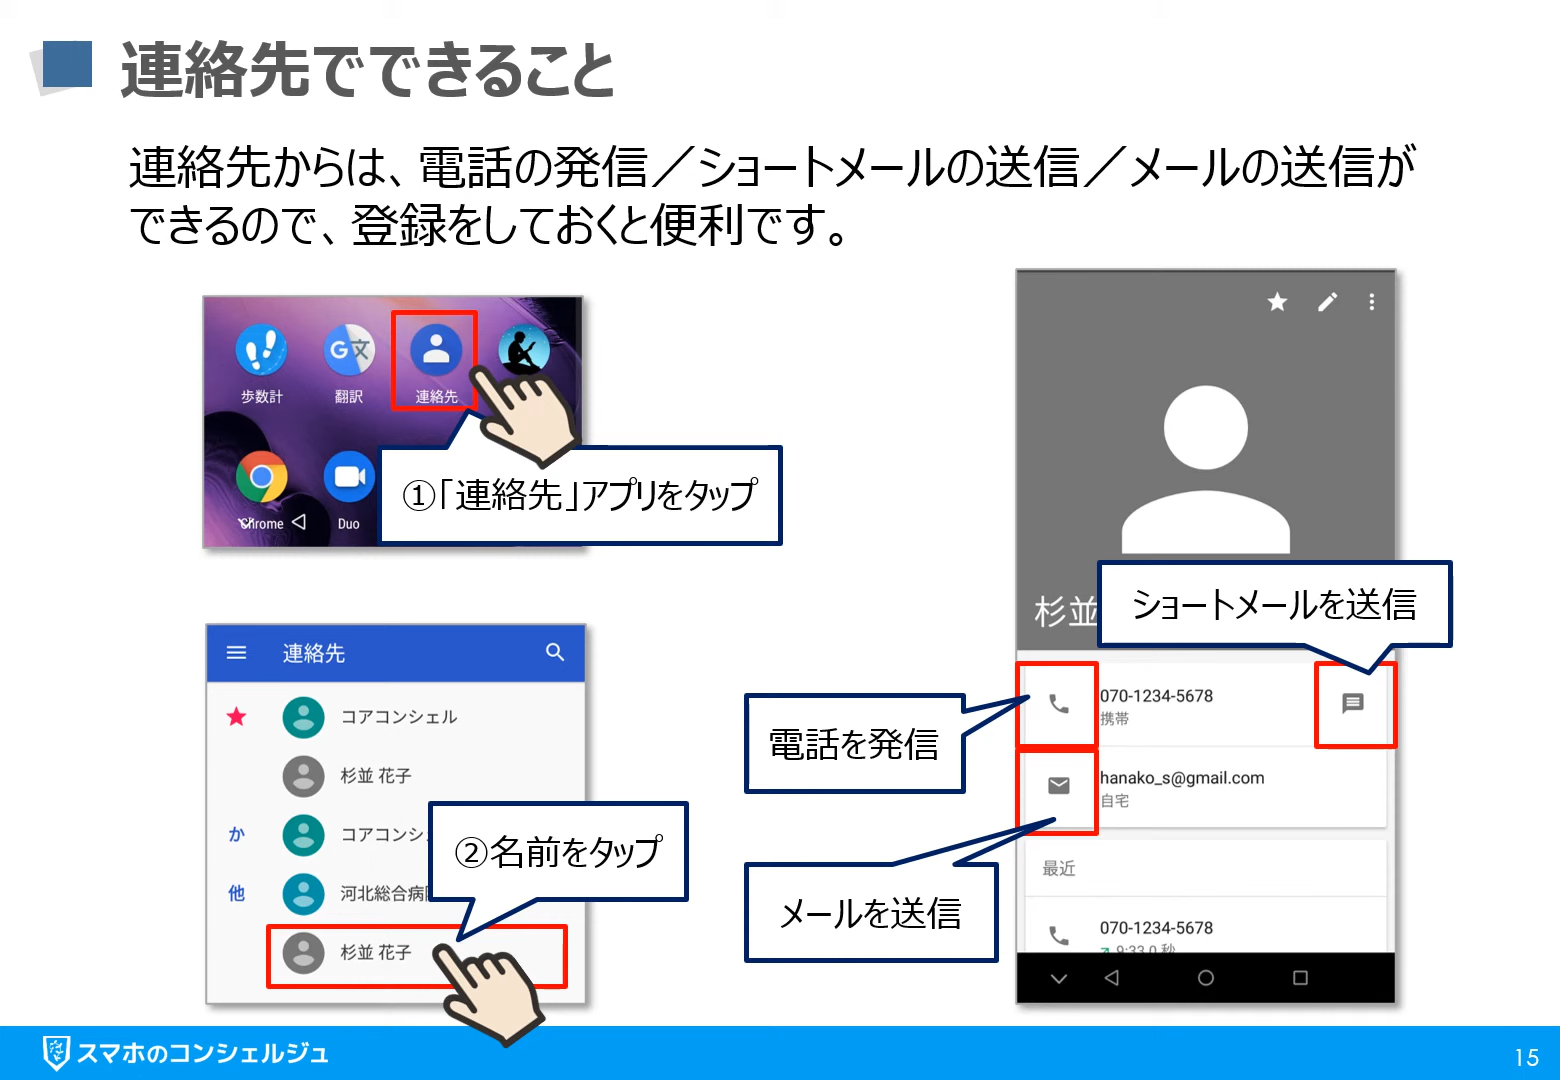 連絡先でできること
連絡先からは、電話の発信／ショートメールの送信／メールの送信が
できるので、登録をしておくと便利です。
歩数計
翻訳
連絡先
Chrome
Duo
①「連絡先」アプリをタップ
連絡先
コアコンシェル
杉並 花子
か
コアコンシ
他
河北総合病
杉並 花子
②名前をタップ
杉並
ショートメールを送信
070-1234-5678
携帯
電話を発信
hanako_s@gmail.com
自宅
メールを送信
最近
070-1234-5678
9:33 0 秒
スマホのコンシェルジュ
15